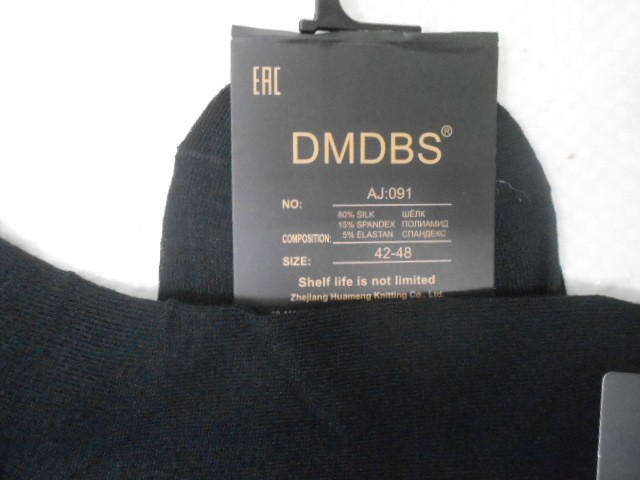 EAC
DMDBS®
NO: AJ:091
80% SILK ШЁЛК
15% SPANDEX ПОЛИАМИД
COMPOSITION: 5% ELASTAN СПАНДЕКС
SIZE: 42-48
Shelf life is not limited
Zhejiang Huameng Knitting Co., Ltd.